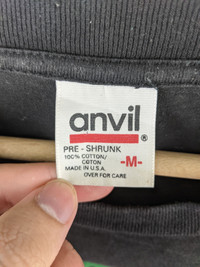 anvil®
PRE - SHRUNK
100% COTTON/
COTON
-M-
MADE IN U.S.A.
OVER FOR CARE